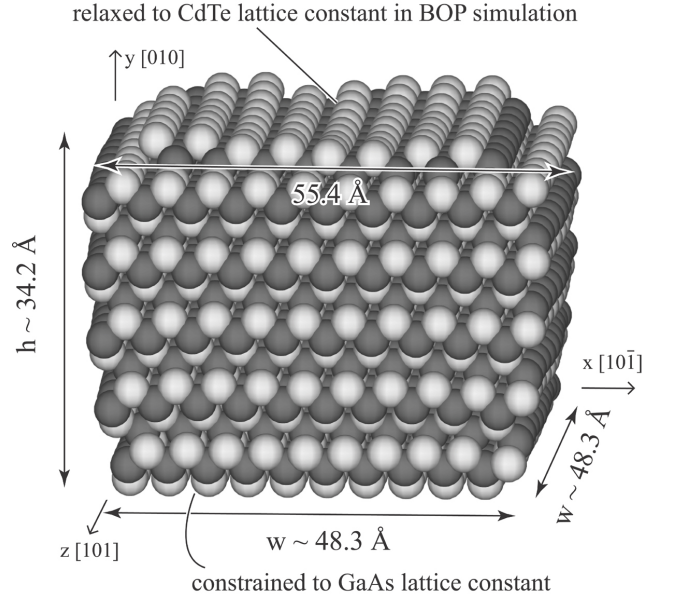 relaxed to CdTe lattice constant in BOP simulation
y [010]
55.4 Å
h ~ 34.2 Å
x [101̄]
w ~ 48.3 Å
z [101]
w ~ 48.3 Å
constrained to GaAs lattice constant